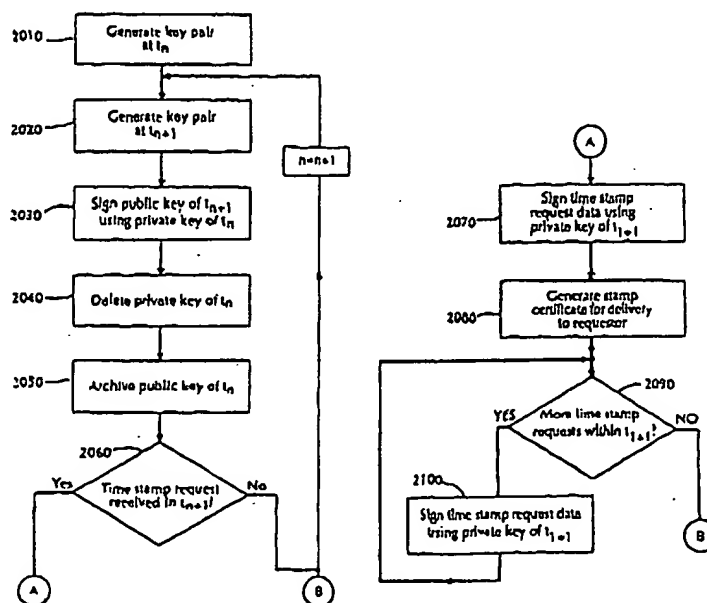 2010
Generate key pair
at tn
2020
Generate key pair
at tn+1
n=n+1
2030
Sign public key of tn+1
using private key of tn
2040
Delete private key of tn
2050
Archive public key of tn
2060
Yes
Time stamp request
received in tn+1?
No
A
B
A
2070
Sign time stamp
request data using
private key of t1+1
2080
Generate stamp
certificate for delivery
to requestor
2090
YES
More time stamp
requests within t1+1?
NO
2100
Sign time stamp request data
using private key of t1+1
B